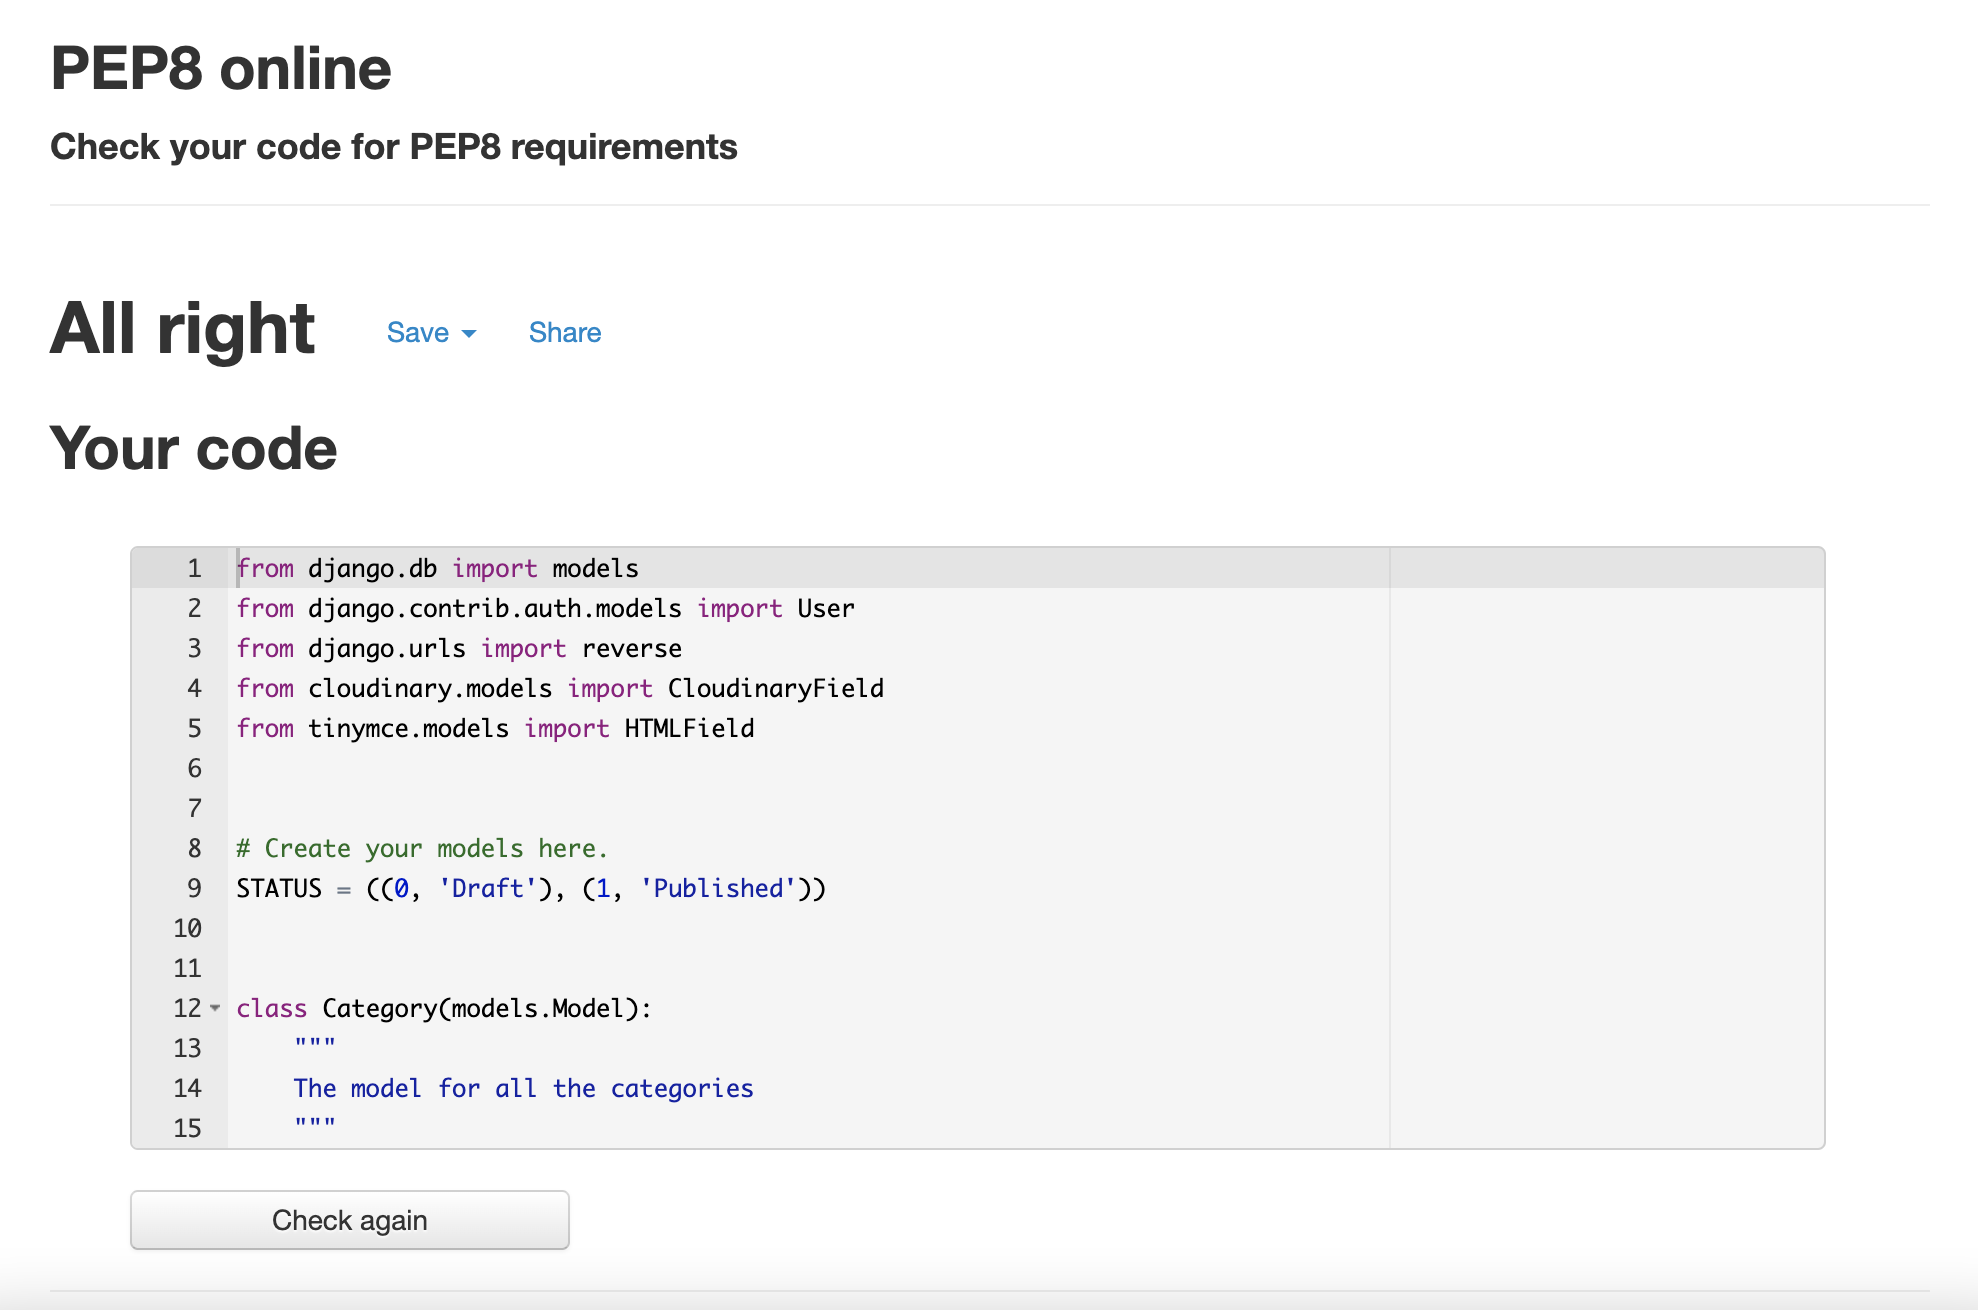 PEP8 online
Check your code for PEP8 requirements
All right Save Share
Your code
1 from django.db import models
2 from django.contrib.auth.models import User
3 from django.urls import reverse
4 from cloudinary.models import CloudinaryField
5 from tinymce.models import HTMLField
6
7
8 # Create your models here.
9 STATUS = ((0, 'Draft'), (1, 'Published'))
10
11
12 class Category(models.Model):
13     """
14     The model for all the categories
15     """
Check again